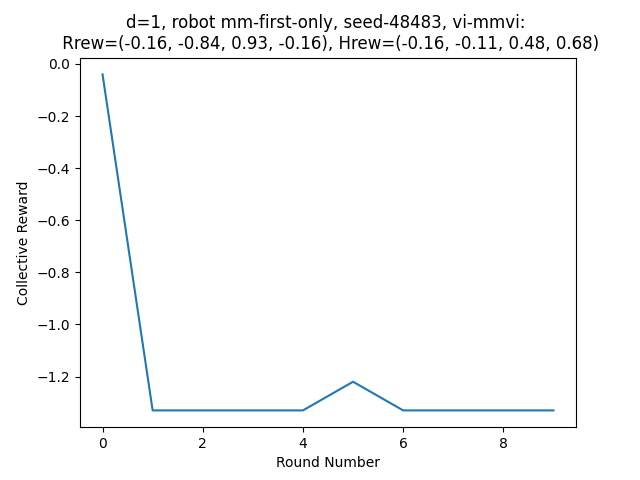 d=1, robot mm-first-only, seed-48483, vi-mmvi:
Rrew=(-0.16, -0.84, 0.93, -0.16), Hrew=(-0.16, -0.11, 0.48, 0.68)
0.0
−0.2
−0.4
−0.6
−0.8
−1.0
−1.2
Collective Reward
0 2 4 6 8
Round Number